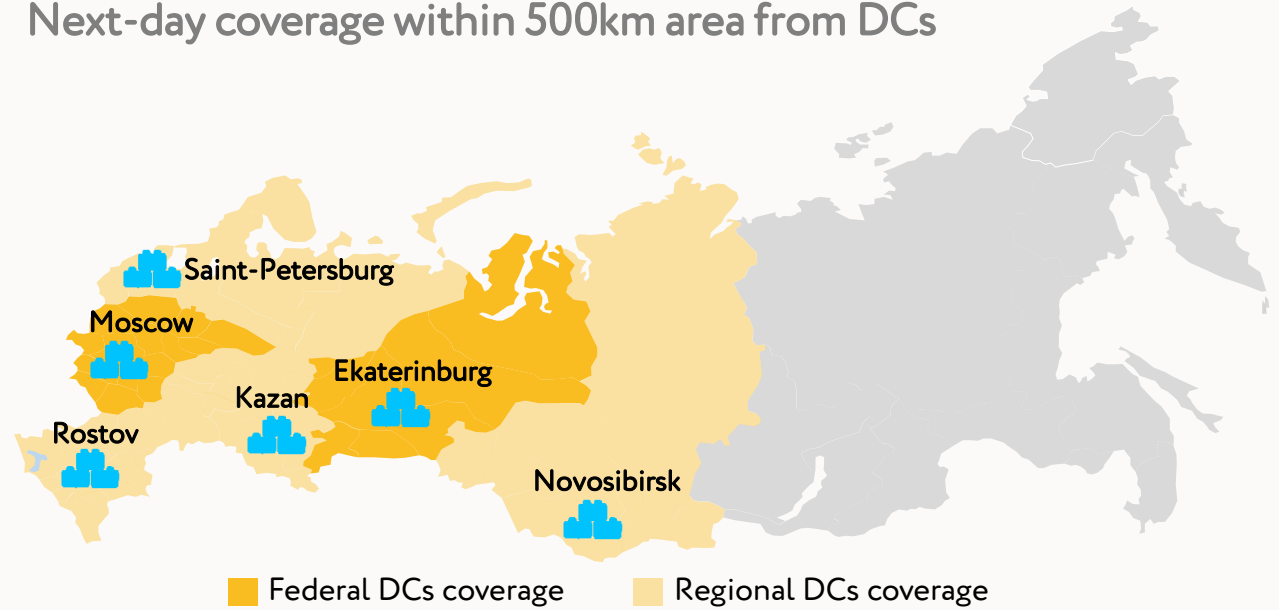 Next-day coverage within 500km area from DCs
Saint-Petersburg
Moscow
Ekaterinburg
Kazan
Rostov
Novosibirsk
Federal DCs coverage
Regional DCs coverage